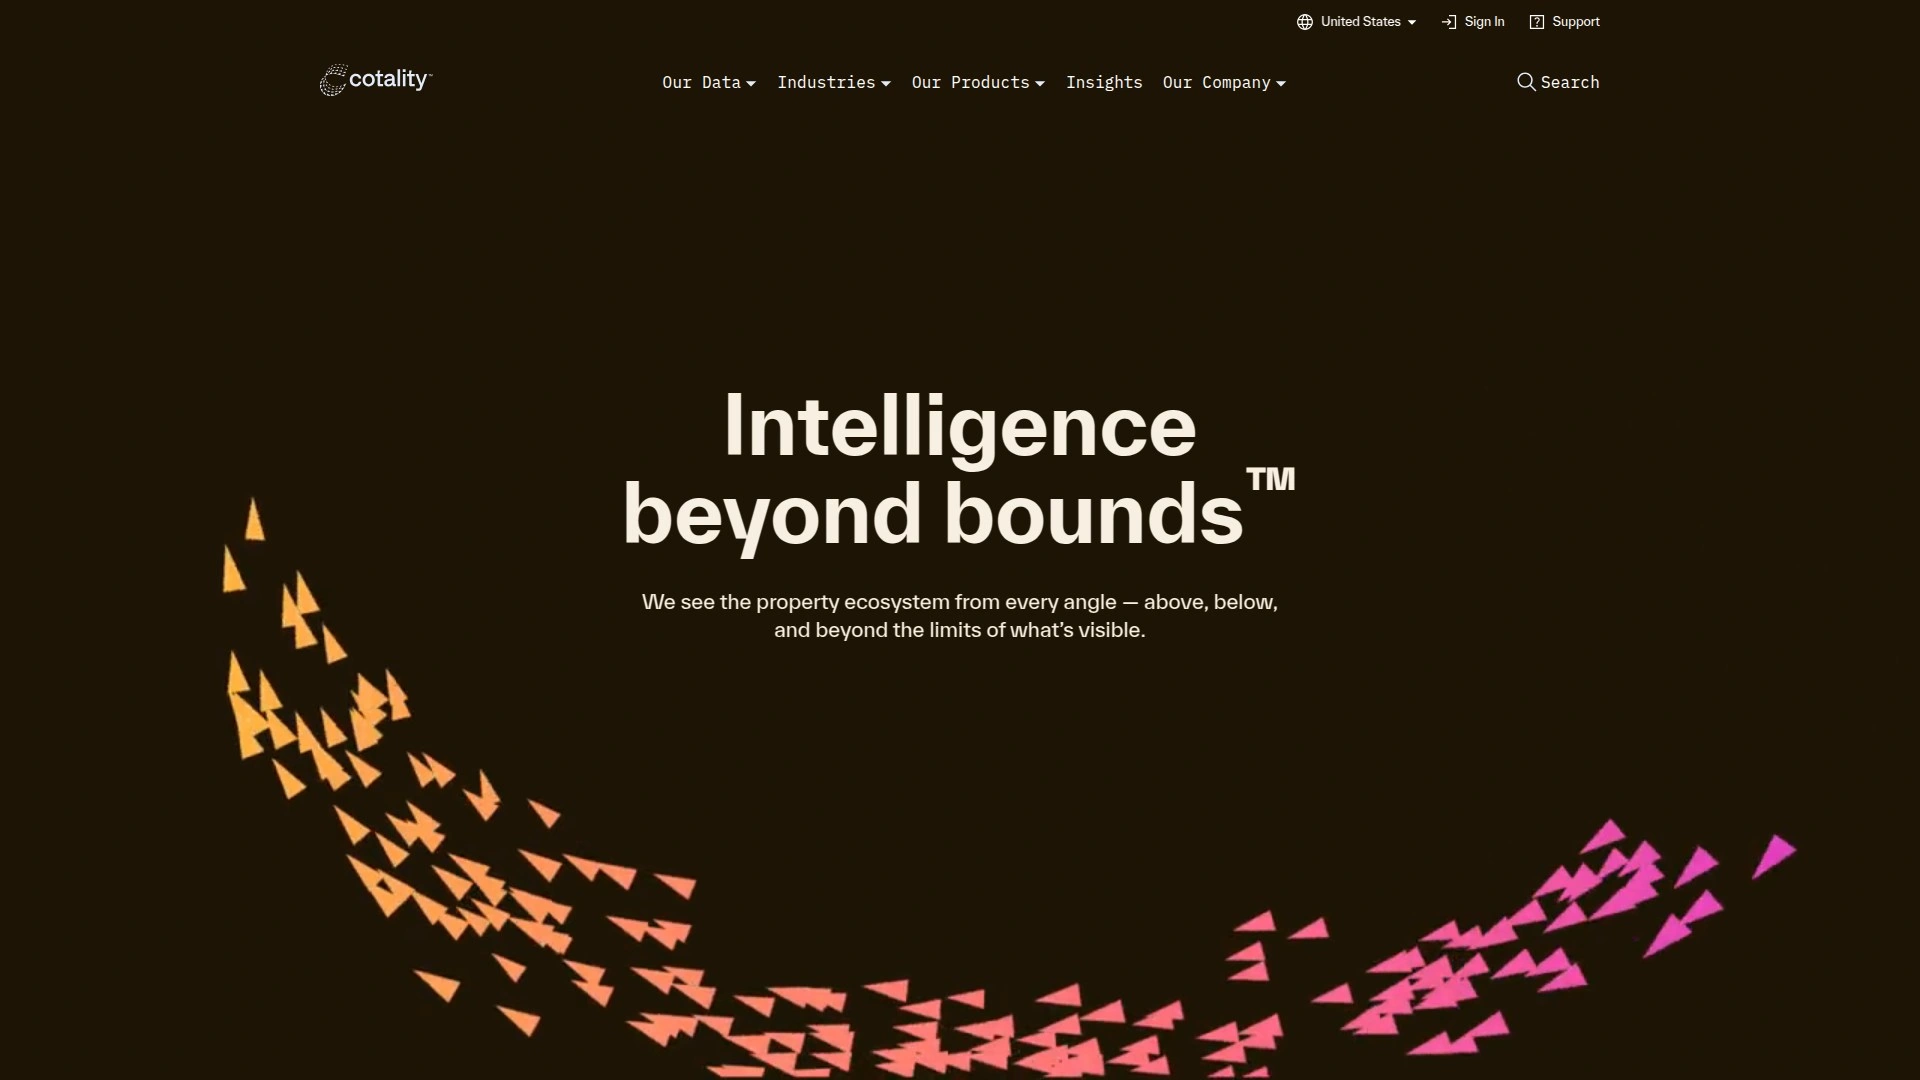 United States
Sign In
Support
cotality™
Our Data
Industries
Our Products
Insights
Our Company
Search
Intelligence
beyond bounds™
We see the property ecosystem from every angle — above, below,
and beyond the limits of what’s visible.